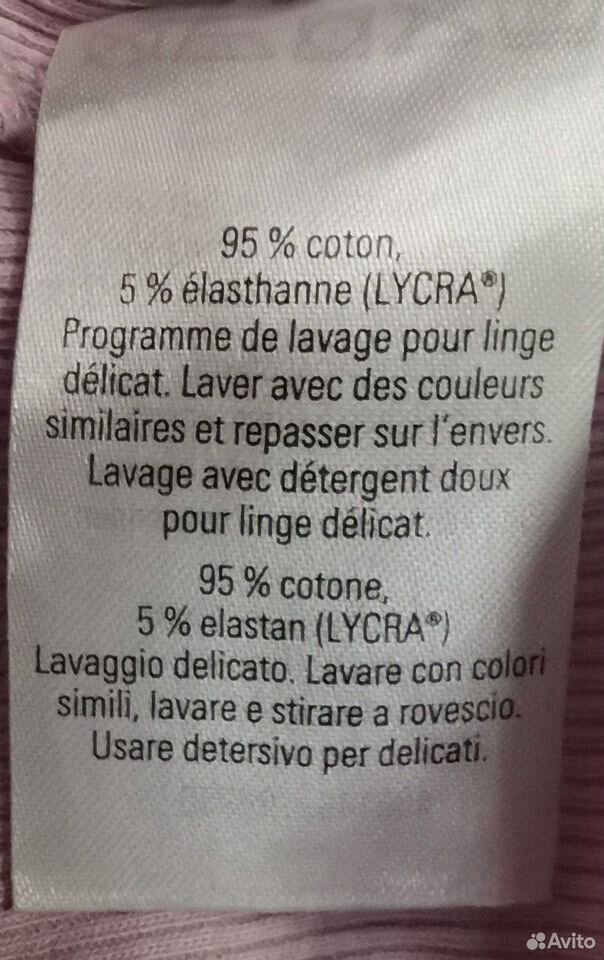 95 % coton,
5 % élasthanne (LYCRA®)
Programme de lavage pour linge
délicat. Laver avec des couleurs
similaires et repasser sur l'envers.
Lavage avec détergent doux
pour linge délicat.
95 % cotone,
5 % elastan (LYCRA®)
Lavaggio delicato. Lavare con colori
simili, lavare e stirare a rovescio.
Usare detersivo per delicati.
Avito